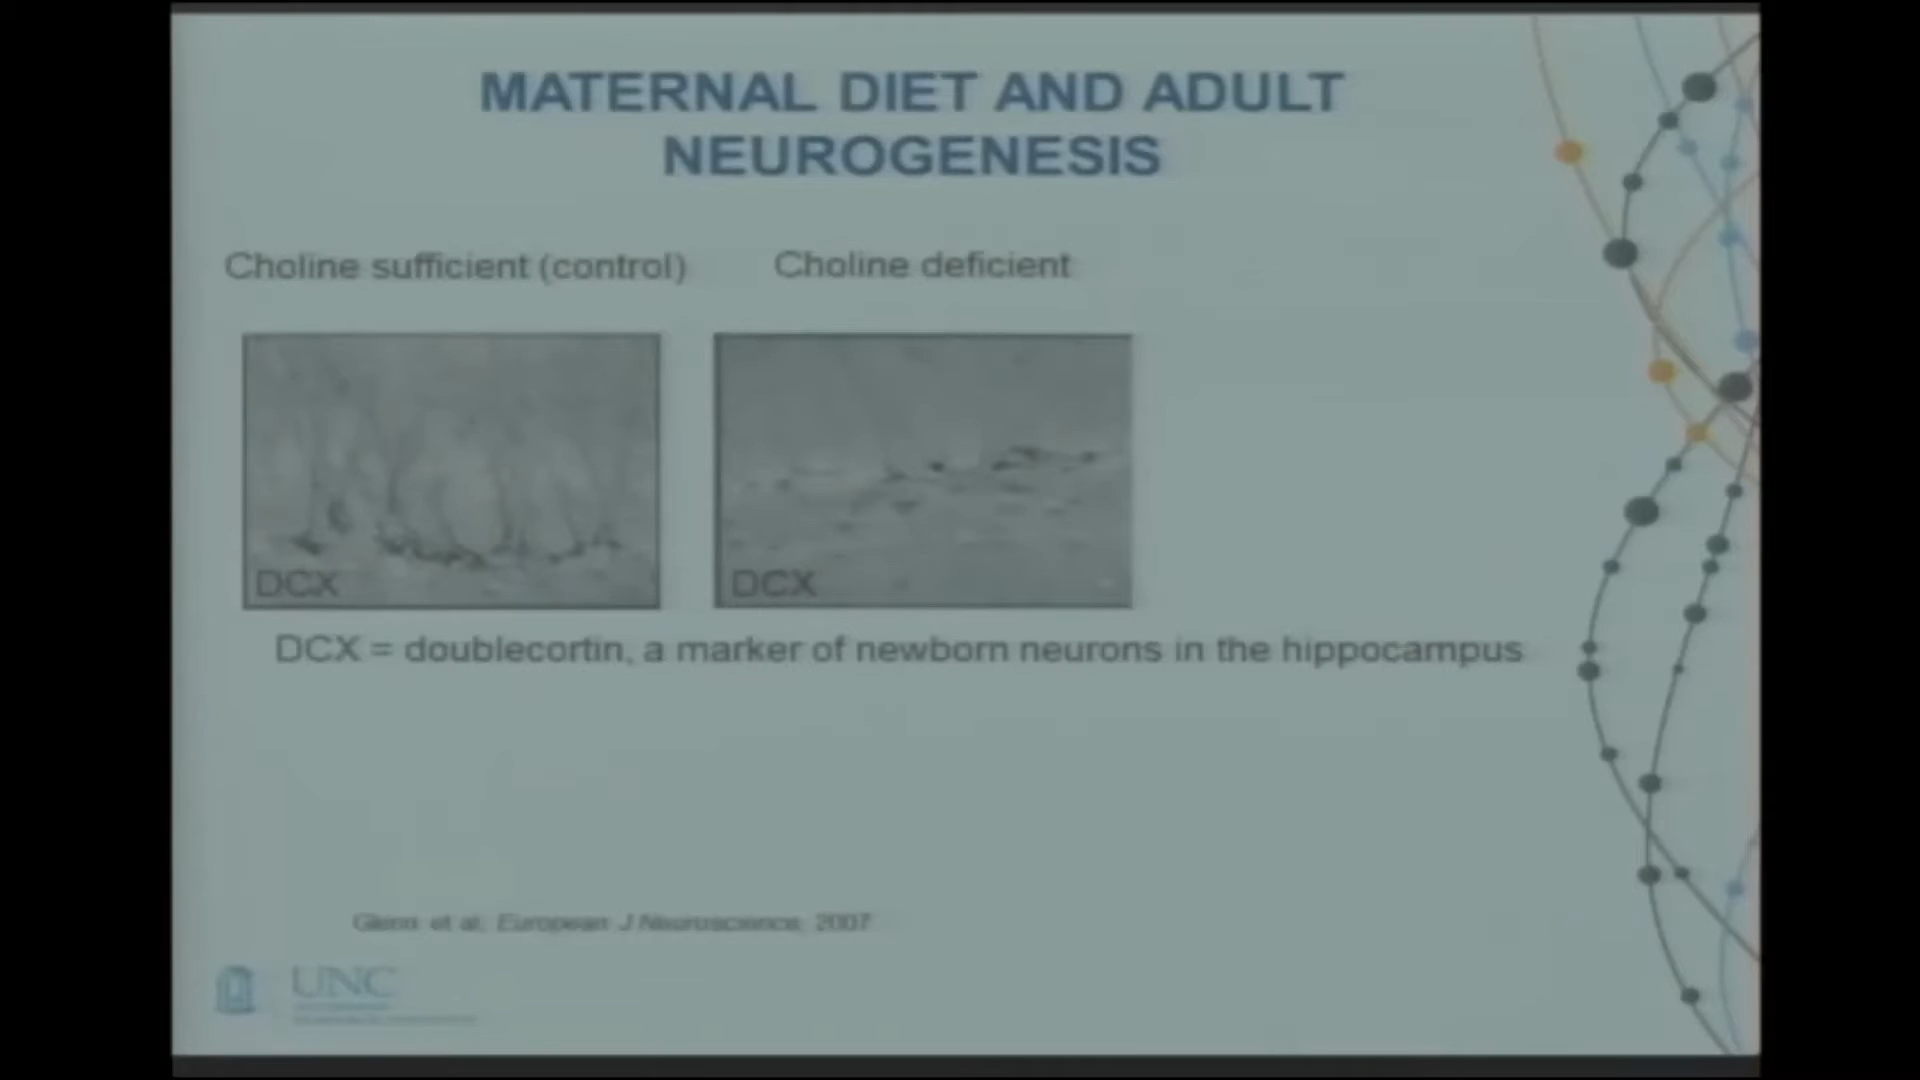 MATERNAL DIET AND ADULT
NEUROGENESIS
Choline sufficient (control)
Choline deficient
DCX
DCX
DCX = doublecortin, a marker of newborn neurons in the hippocampus
Glenn et al, European J Neuroscience, 2007
UNC